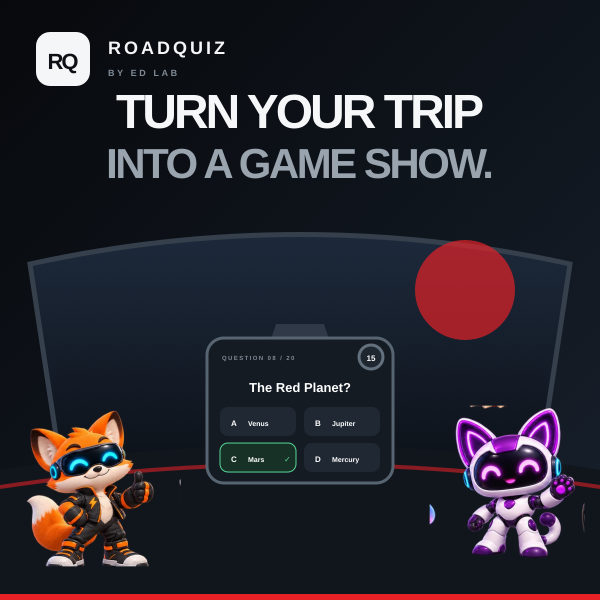 RQ
ROADQUIZ
BY ED LAB
TURN YOUR TRIP
INTO A GAME SHOW.
QUESTION 08 / 20
15
The Red Planet?
A Venus
B Jupiter
C Mars ✓
D Mercury